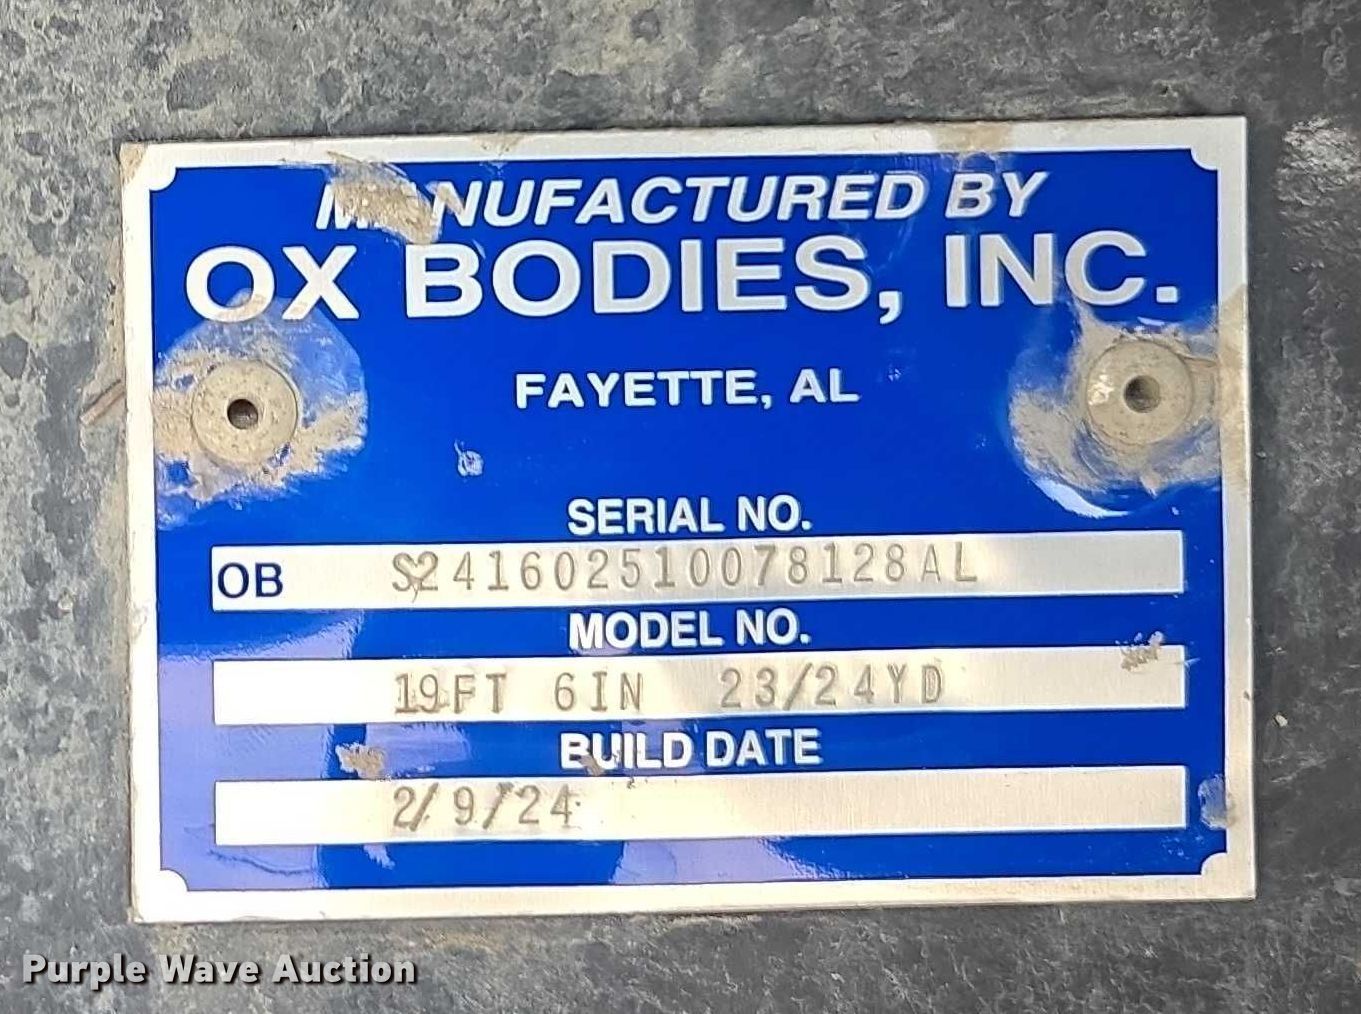 MANUFACTURED BY
OX BODIES, INC.
FAYETTE, AL
SERIAL NO.
OB S241602510078128AL
MODEL NO.
19FT 6IN 23/24YD
BUILD DATE
2/9/24
Purple Wave Auction